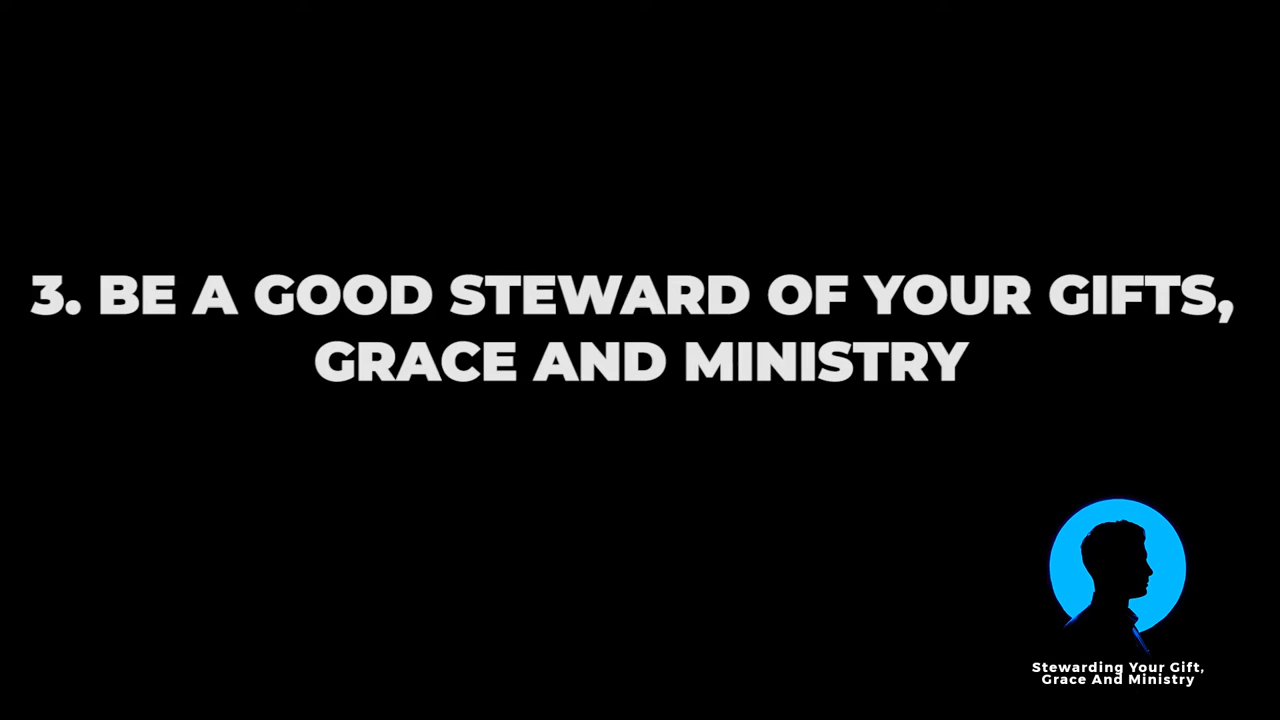 3. BE A GOOD STEWARD OF YOUR GIFTS,
GRACE AND MINISTRY
Stewarding Your Gift,
Grace And Ministry